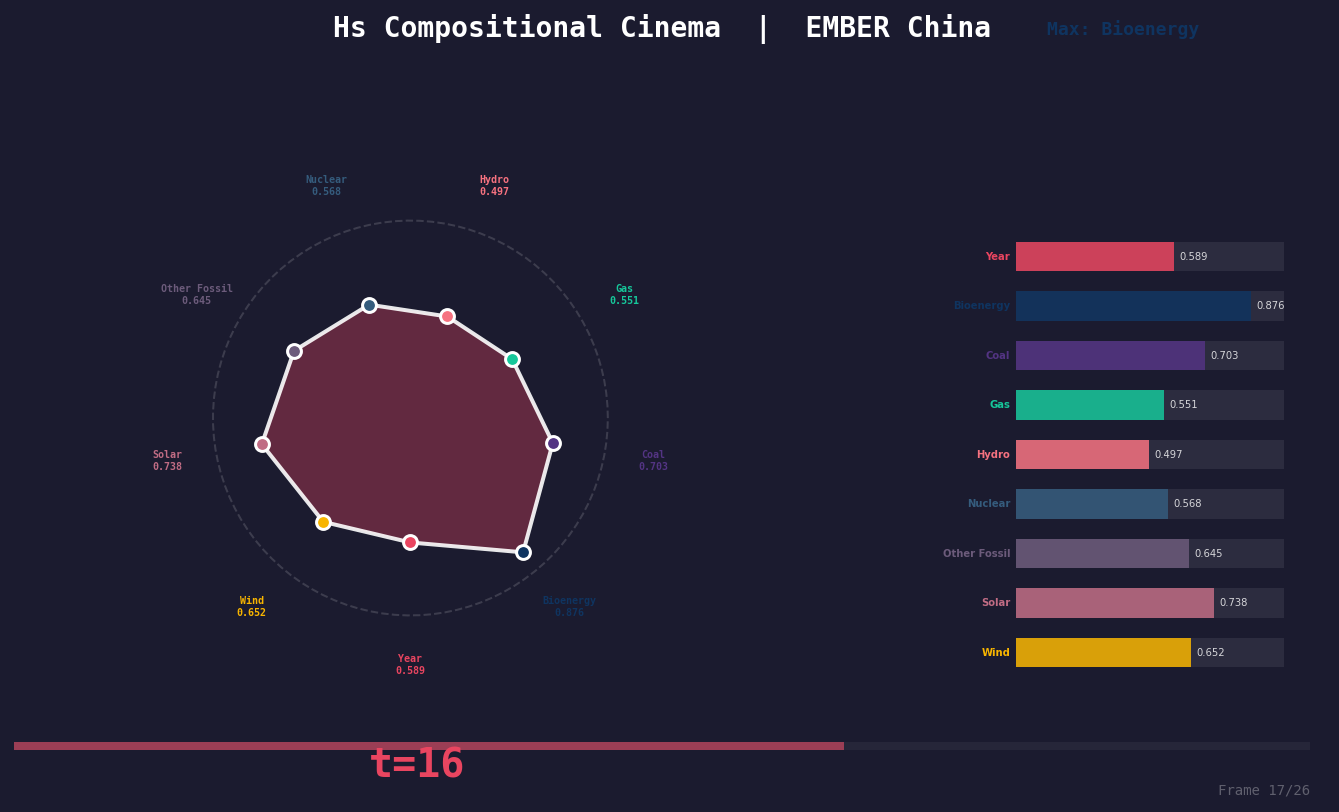 Hs Compositional Cinema | EMBER China
Max: Bioenergy
Nuclear
0.568
Hydro
0.497
Other Fossil
0.645
Gas
0.551
Solar
0.738
Coal
0.703
Wind
0.652
Bioenergy
0.876
Year
0.589
Year 0.589
Bioenergy 0.876
Coal 0.703
Gas 0.551
Hydro 0.497
Nuclear 0.568
Other Fossil 0.645
Solar 0.738
Wind 0.652
t=16
Frame 17/26